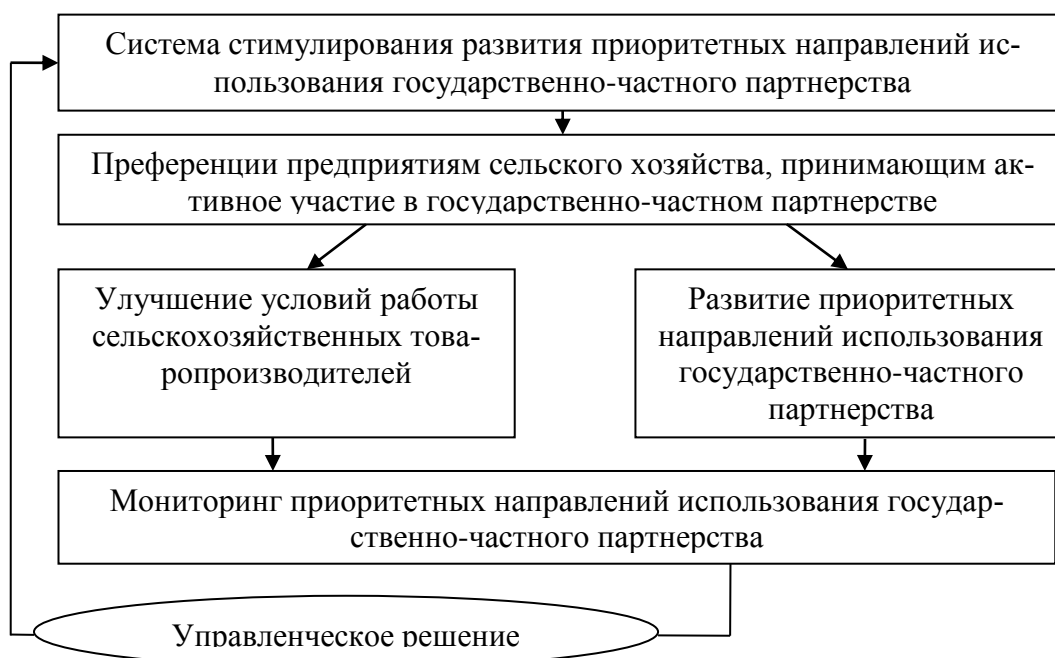 Система стимулирования развития приоритетных направлений ис-
пользования государственно-частного партнерства
Преференции предприятиям сельского хозяйства, принимающим ак-
тивное участие в государственно-частном партнерстве
Улучшение условий работы
сельскохозяйственных това-
ропроизводителей
Развитие приоритетных
направлений использования
государственно-частного
партнерства
Мониторинг приоритетных направлений использования государ-
ственно-частного партнерства
Управленческое решение